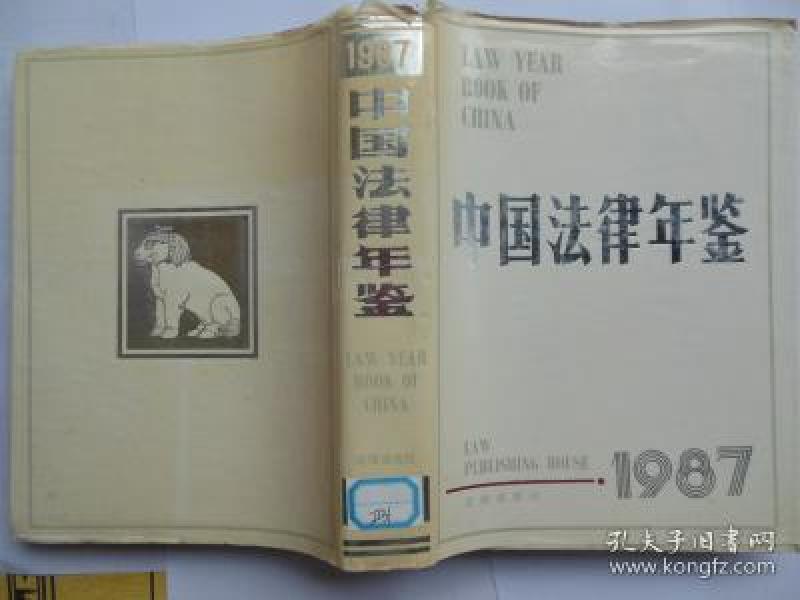 1987
中国法律年鉴
LAW YEAR
BOOK OF
CHINA
LAW YEAR
BOOK OF
CHINA
中国法律年鉴
LAW
PUBLISHING HOUSE
1987
孔夫子旧书网
www.kongfz.com